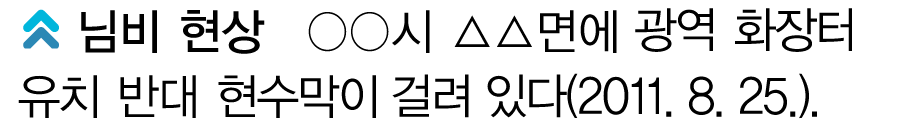 님비 현상 ○○시 △△면에 광역 화장터
유치 반대 현수막이 걸려 있다(2011. 8. 25.).